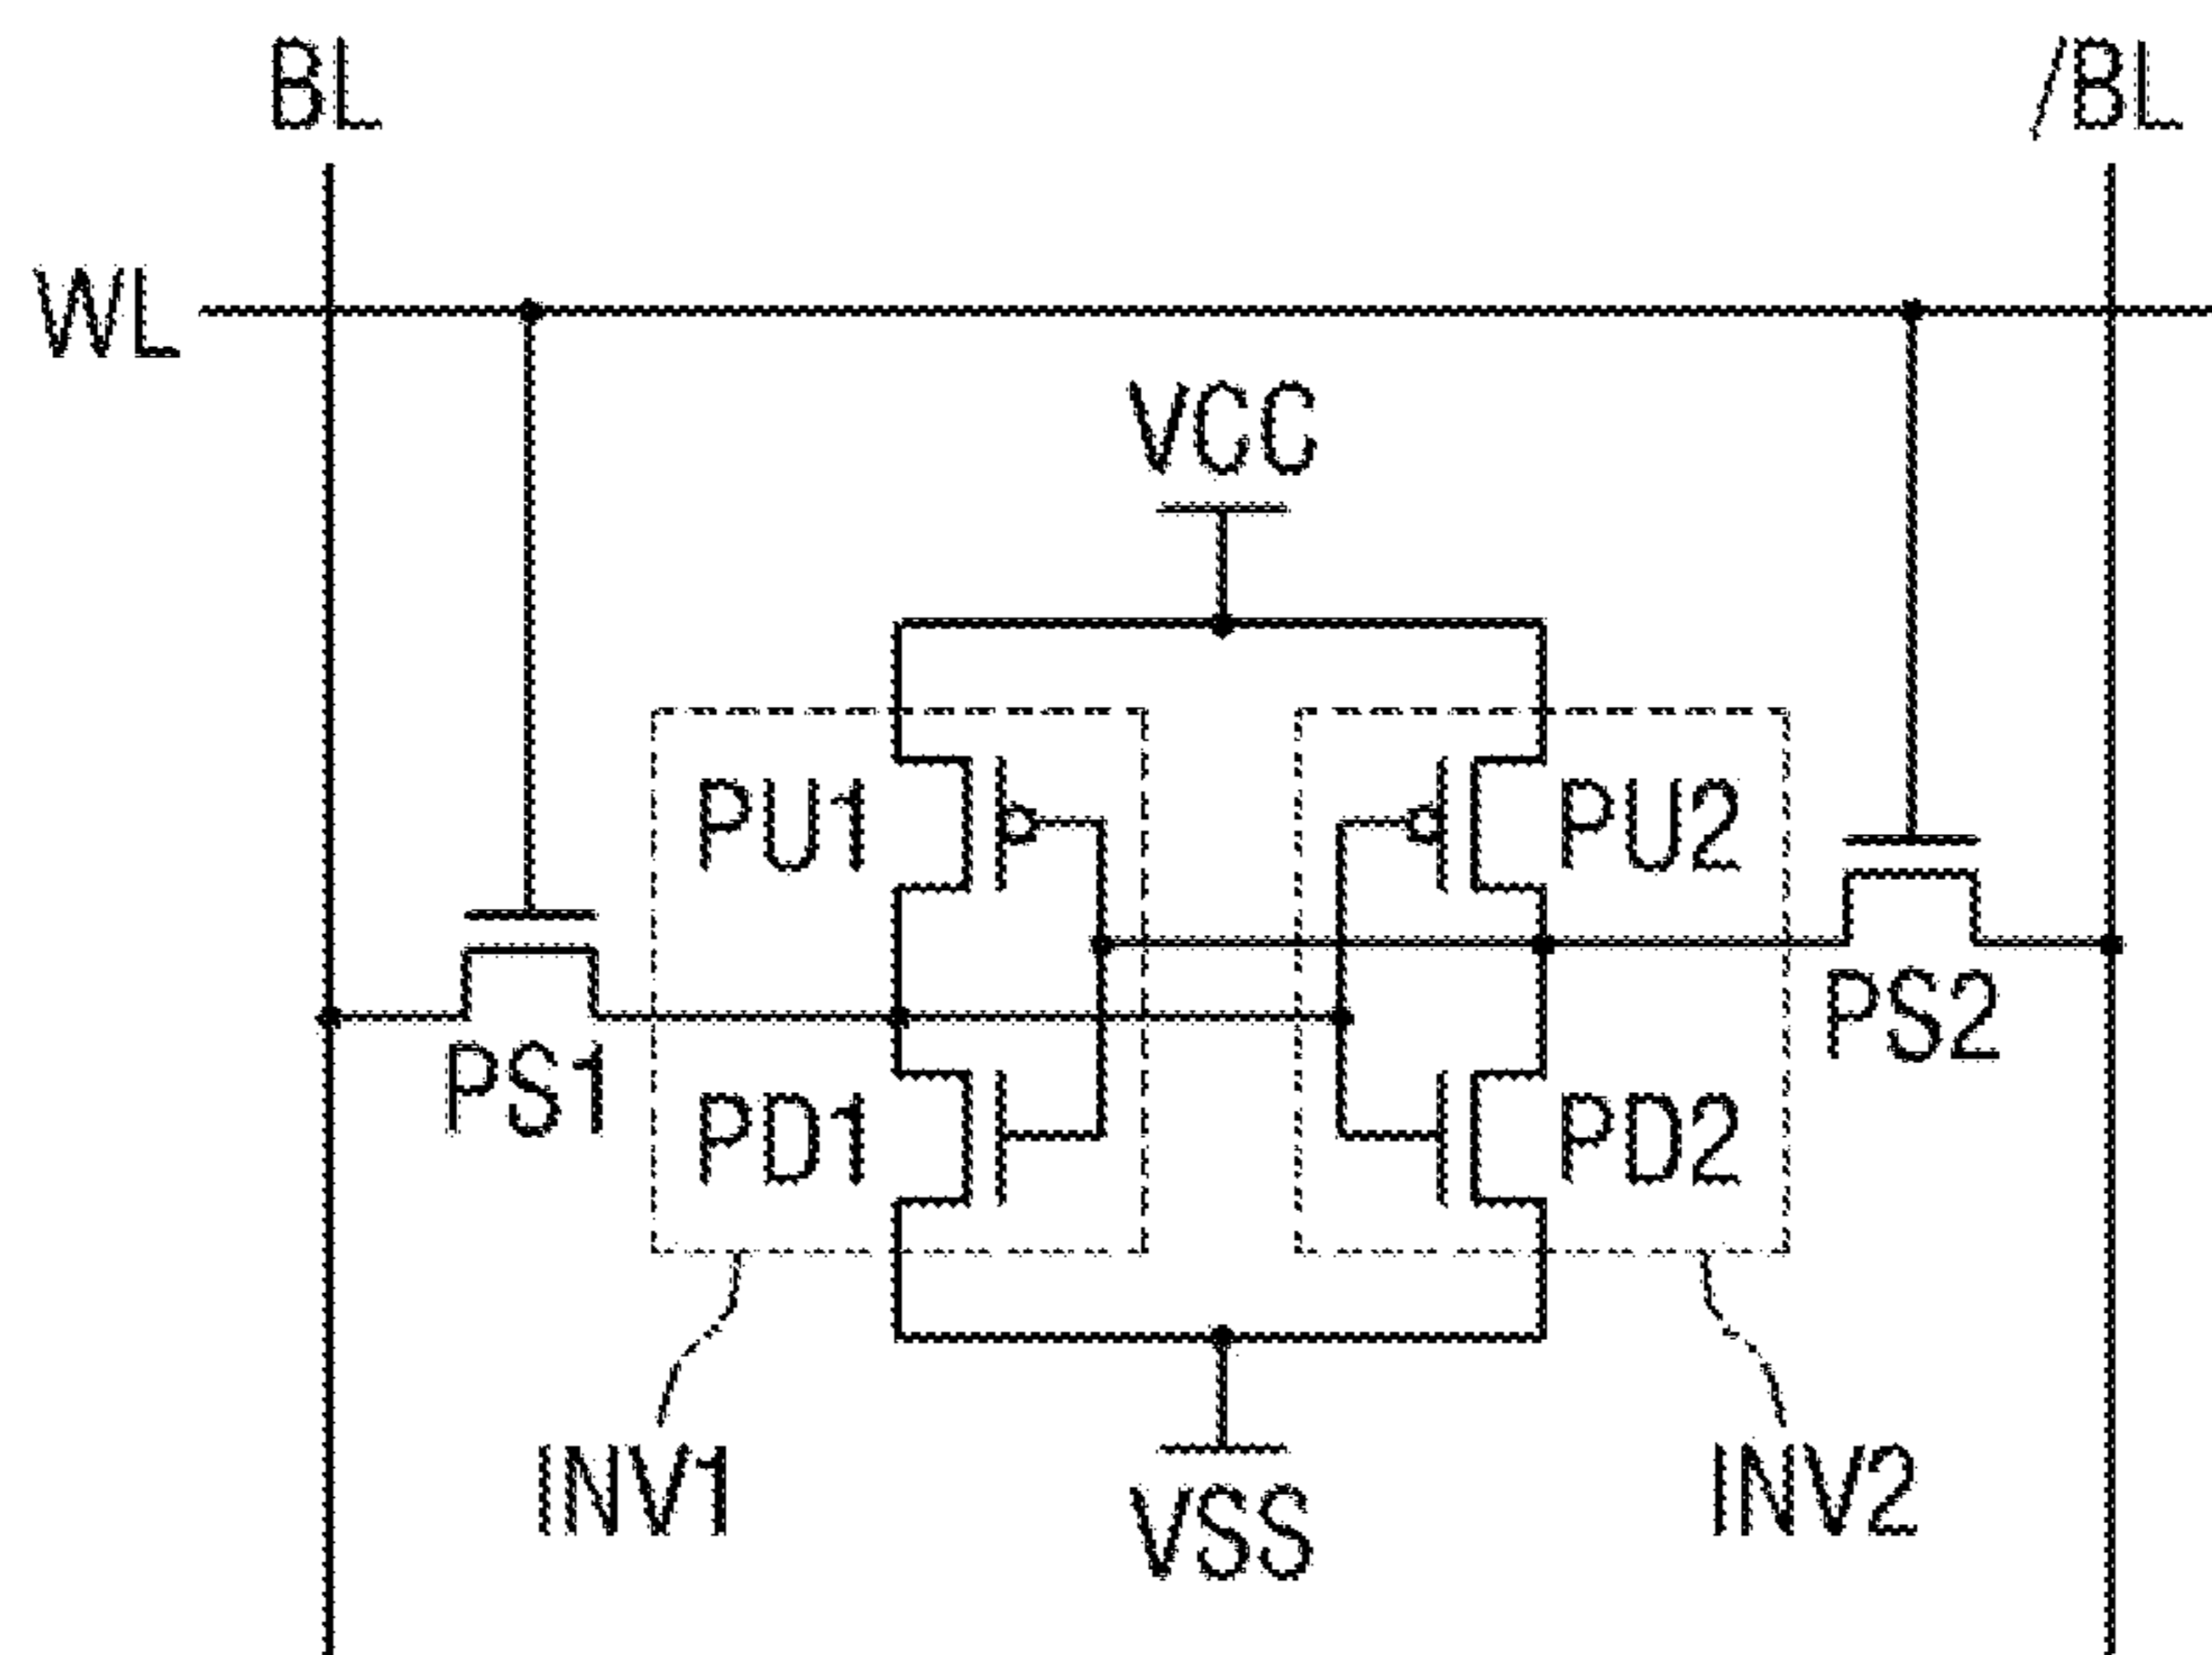 BL
/BL
WL
VCC
PU1
PU2
PS1
PS2
PD1
PD2
INV1
INV2
VSS